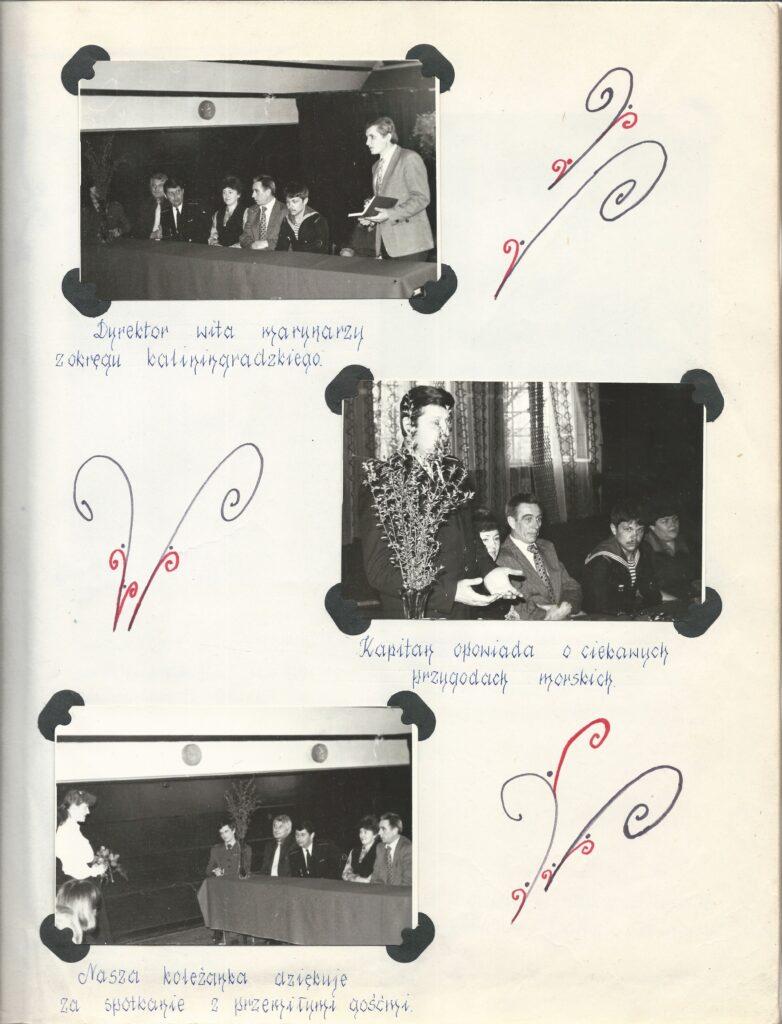 Dyrektor wita marynarzy
z okręgu kaliningradzkiego.
Kapitan opowiada o ciekawych
przygodach morskich.
Nasza koleżanka dziękuje
za spotkanie z przemiłymi gośćmi.